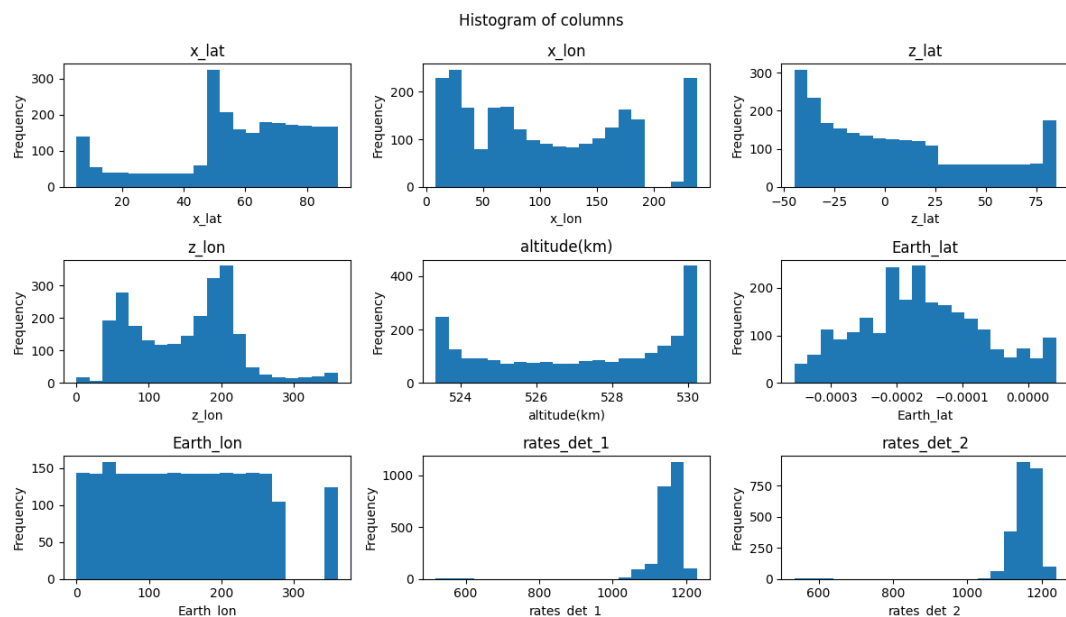 Histogram of columns
x_lat
x_lon
z_lat
Frequency
300
200
100
0
20
40
60
80
x_lat
Frequency
200
100
0
0
50
100
150
200
x_lon
Frequency
300
200
100
0
−50
−25
0
25
50
75
z_lat
z_lon
altitude(km)
Earth_lat
Frequency
300
200
100
0
0
100
200
300
z_lon
Frequency
400
200
0
524
526
528
530
altitude(km)
Frequency
200
100
0
−0.0003
−0.0002
−0.0001
0.0000
Earth_lat
Earth_lon
rates_det_1
rates_det_2
Frequency
150
100
50
0
0
100
200
300
Earth_lon
Frequency
1000
500
0
600
800
1000
1200
rates_det_1
Frequency
750
500
250
0
600
800
1000
1200
rates_det_2